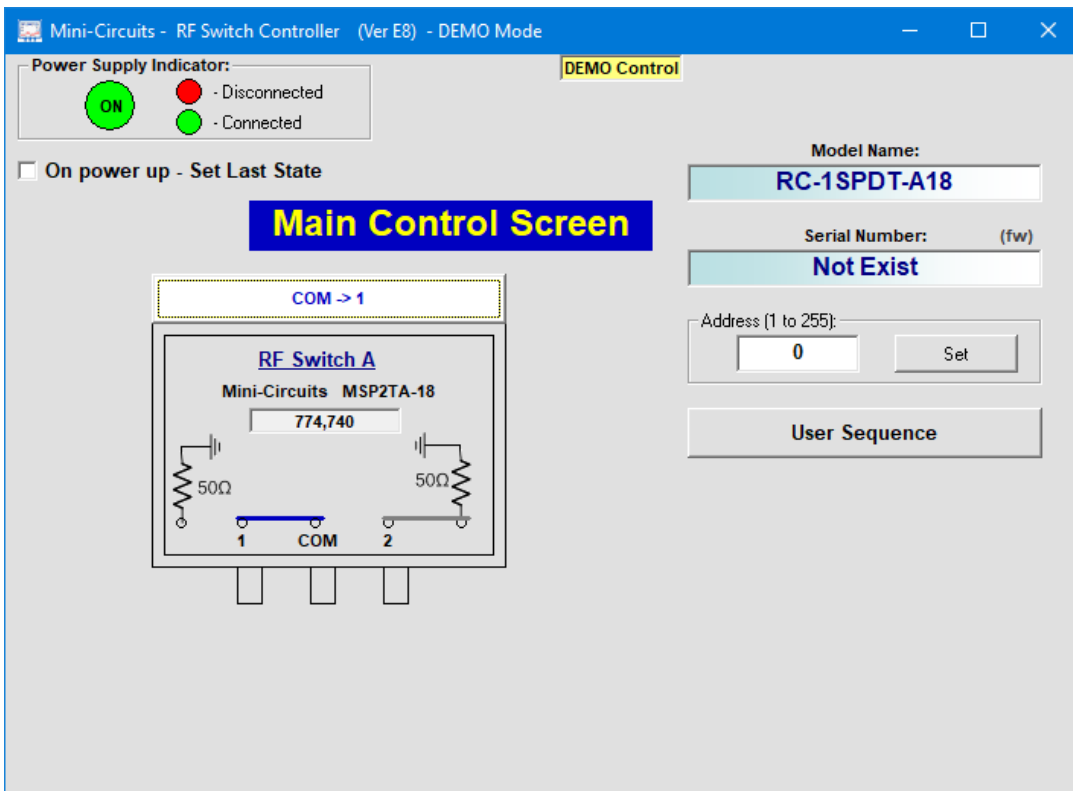 Mini-Circuits - RF Switch Controller (Ver E8) - DEMO Mode
Power Supply Indicator:
DEMO Control
ON
- Disconnected
- Connected
On power up - Set Last State
Model Name:
RC-1SPDT-A18
Main Control Screen
Serial Number: (fw)
Not Exist
COM -> 1
Address (1 to 255):
0
Set
RF Switch A
Mini-Circuits MSP2TA-18
774,740
User Sequence
50Ω
50Ω
1 COM 2